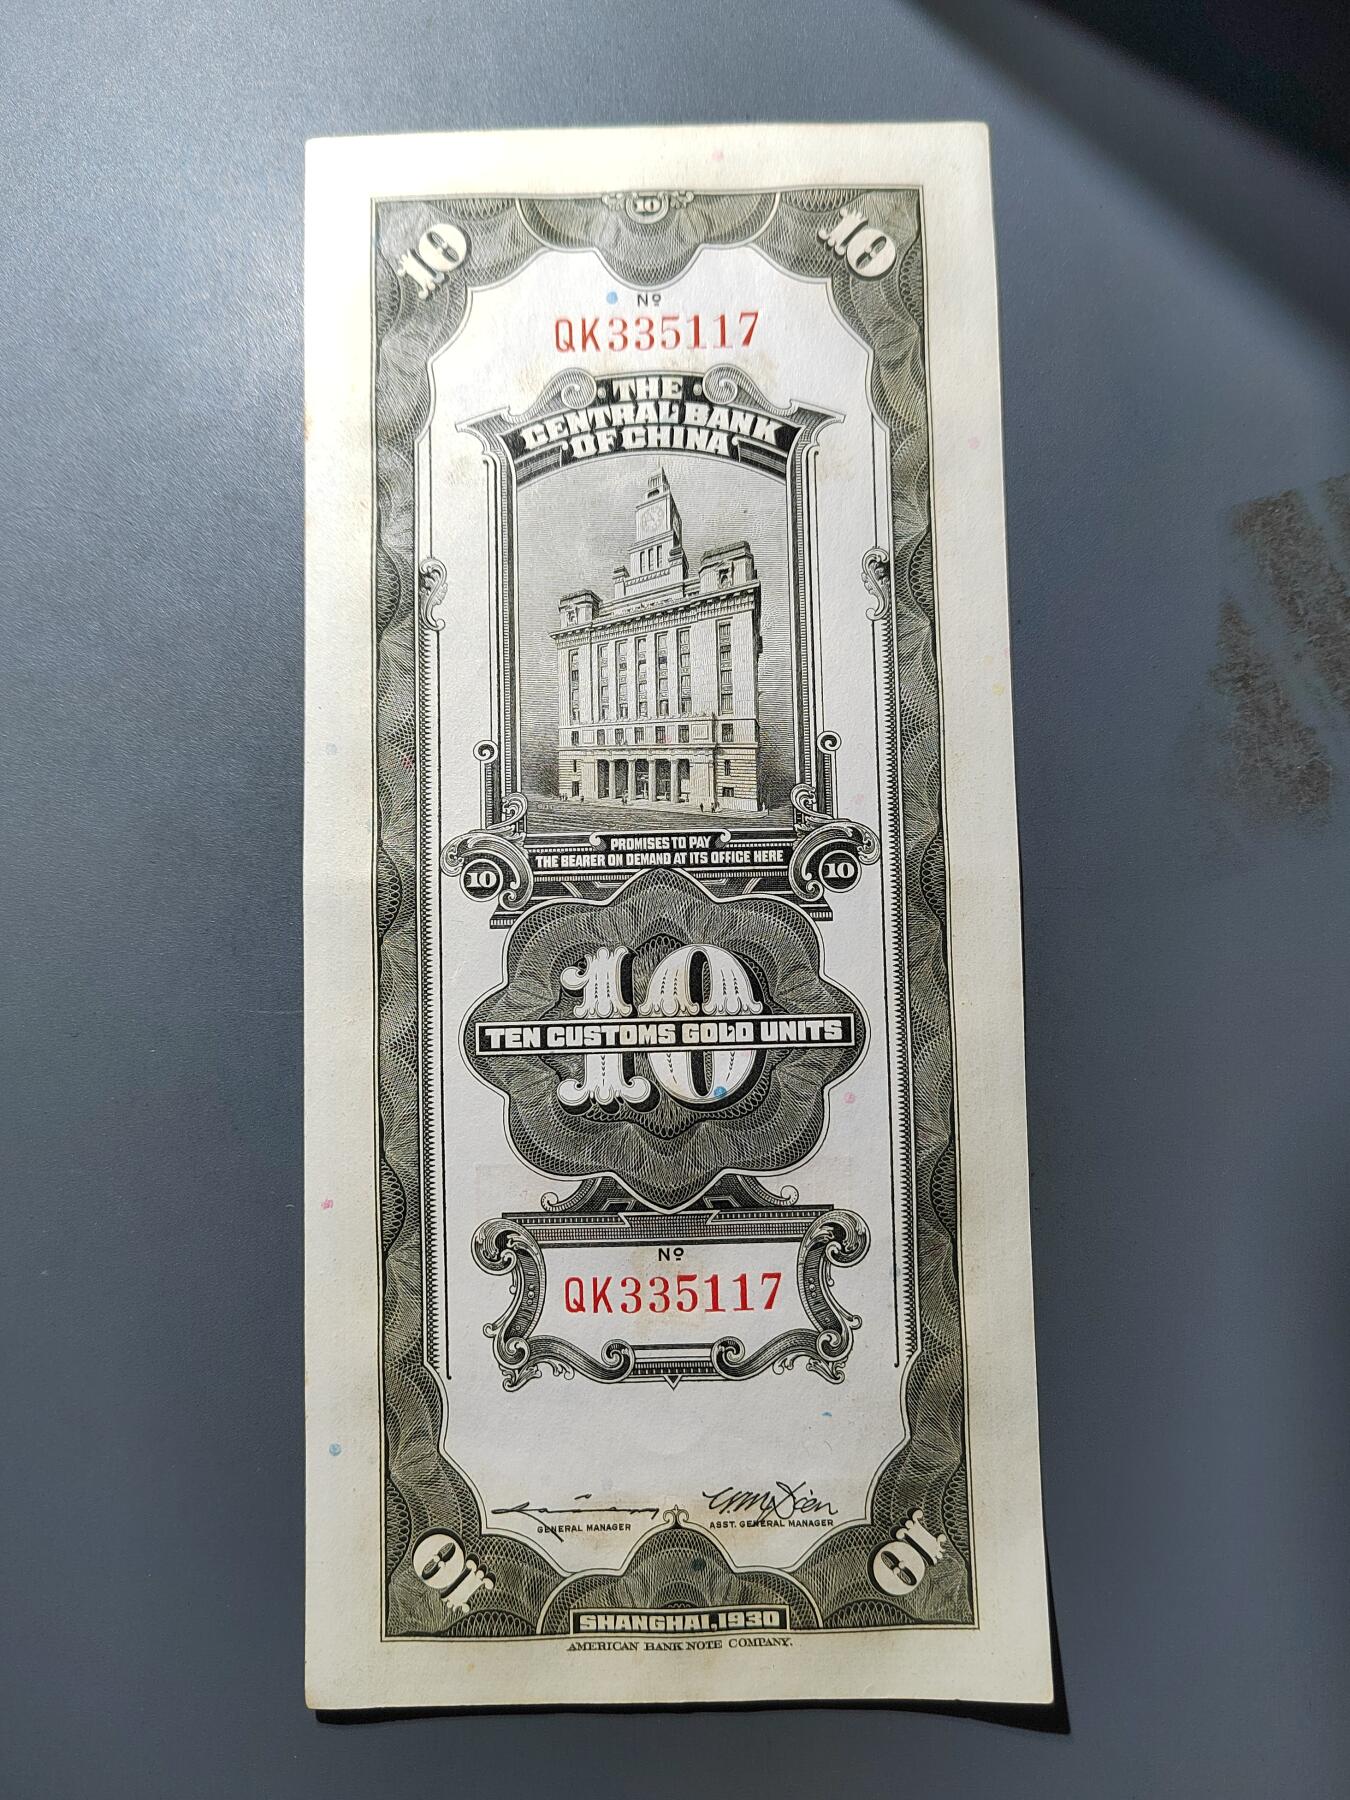 10
10 10
Nº
QK335117
THE
CENTRAL BANK
OF CHINA
PROMISES TO PAY
THE BEARER ON DEMAND AT ITS OFFICE HERE
10 10
10
TEN CUSTOMS GOLD UNITS
Nº
QK335117
GENERAL MANAGER ASST. GENERAL MANAGER
10 10
SHANGHAI, 1930
AMERICAN BANK NOTE COMPANY.